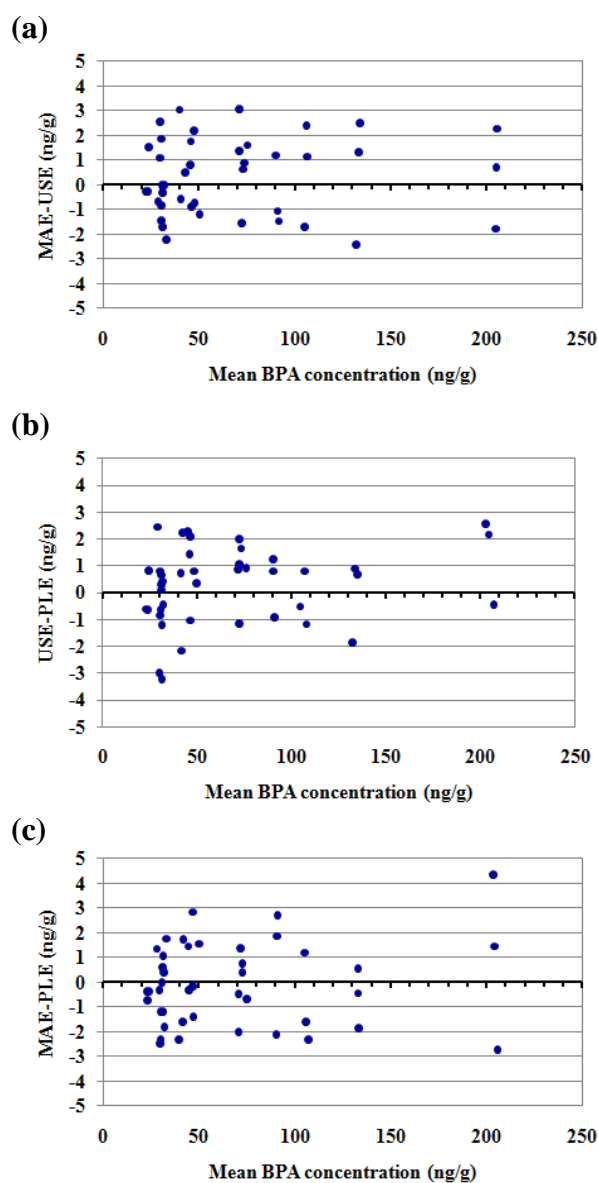 (a)
5
4
3
2
1
0
-1
-2
-3
-4
-5
MAE-USE (ng/g)
0 50 100 150 200 250
Mean BPA concentration (ng/g)
(b)
5
4
3
2
1
0
-1
-2
-3
-4
-5
USE-PLE (ng/g)
0 50 100 150 200 250
Mean BPA concentration (ng/g)
(c)
5
4
3
2
1
0
-1
-2
-3
-4
-5
MAE-PLE (ng/g)
0 50 100 150 200 250
Mean BPA concentration (ng/g)